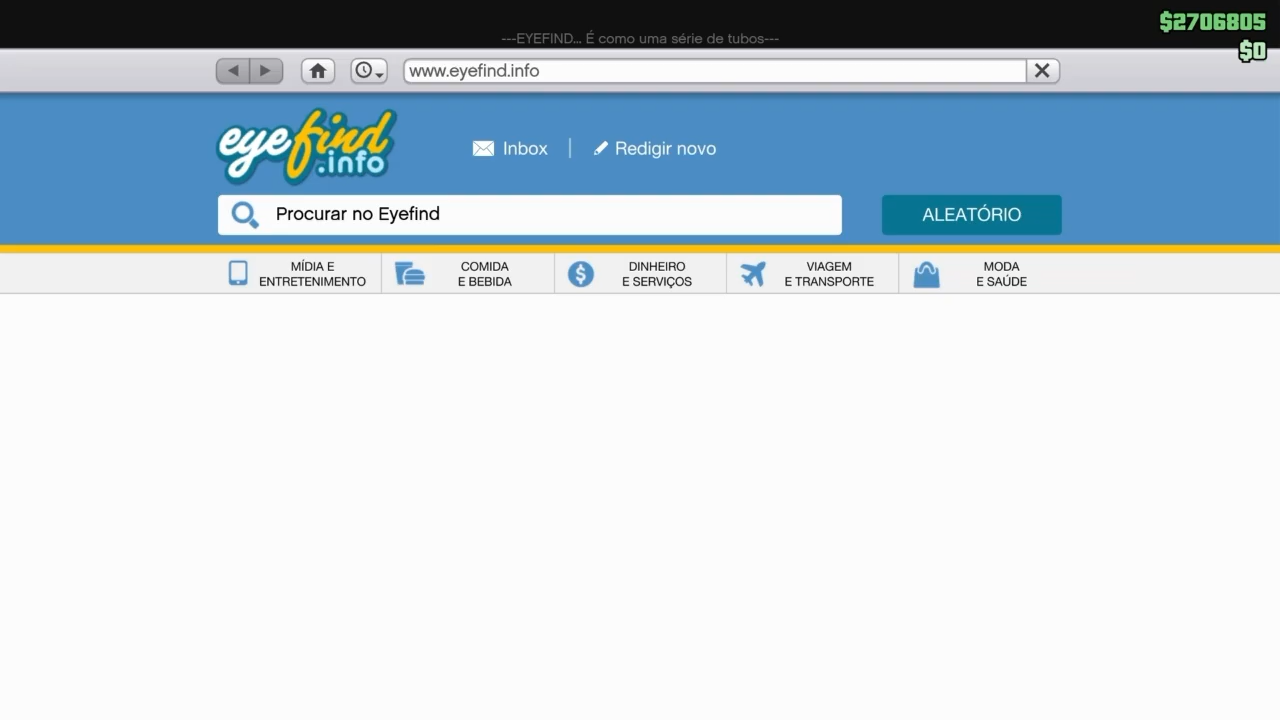 $2706805
---EYEFIND... É como uma série de tubos---
$0
www.eyefind.info
eyefind
.info
Inbox
Redigir novo
Procurar no Eyefind
ALEATÓRIO
MÍDIA E
ENTRETENIMENTO
COMIDA
E BEBIDA
DINHEIRO
E SERVIÇOS
VIAGEM
E TRANSPORTE
MODA
E SAÚDE